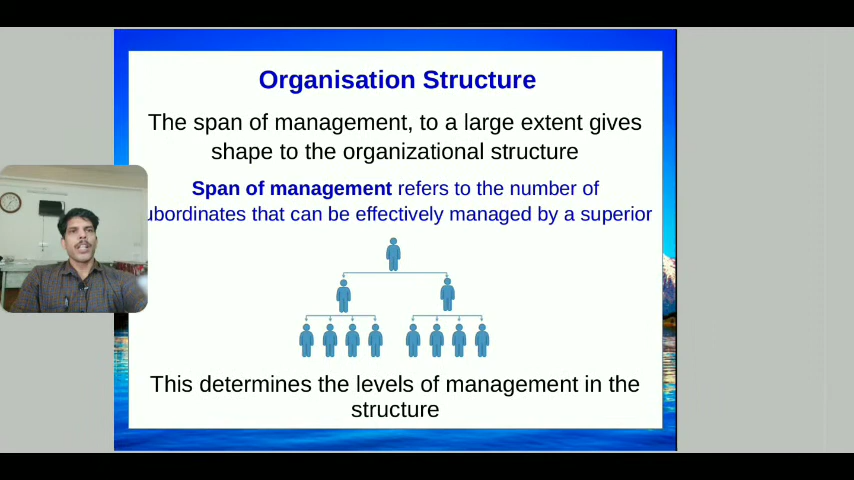 Organisation Structure
The span of management, to a large extent gives
shape to the organizational structure
Span of management refers to the number of
ubordinates that can be effectively managed by a superior
This determines the levels of management in the
structure